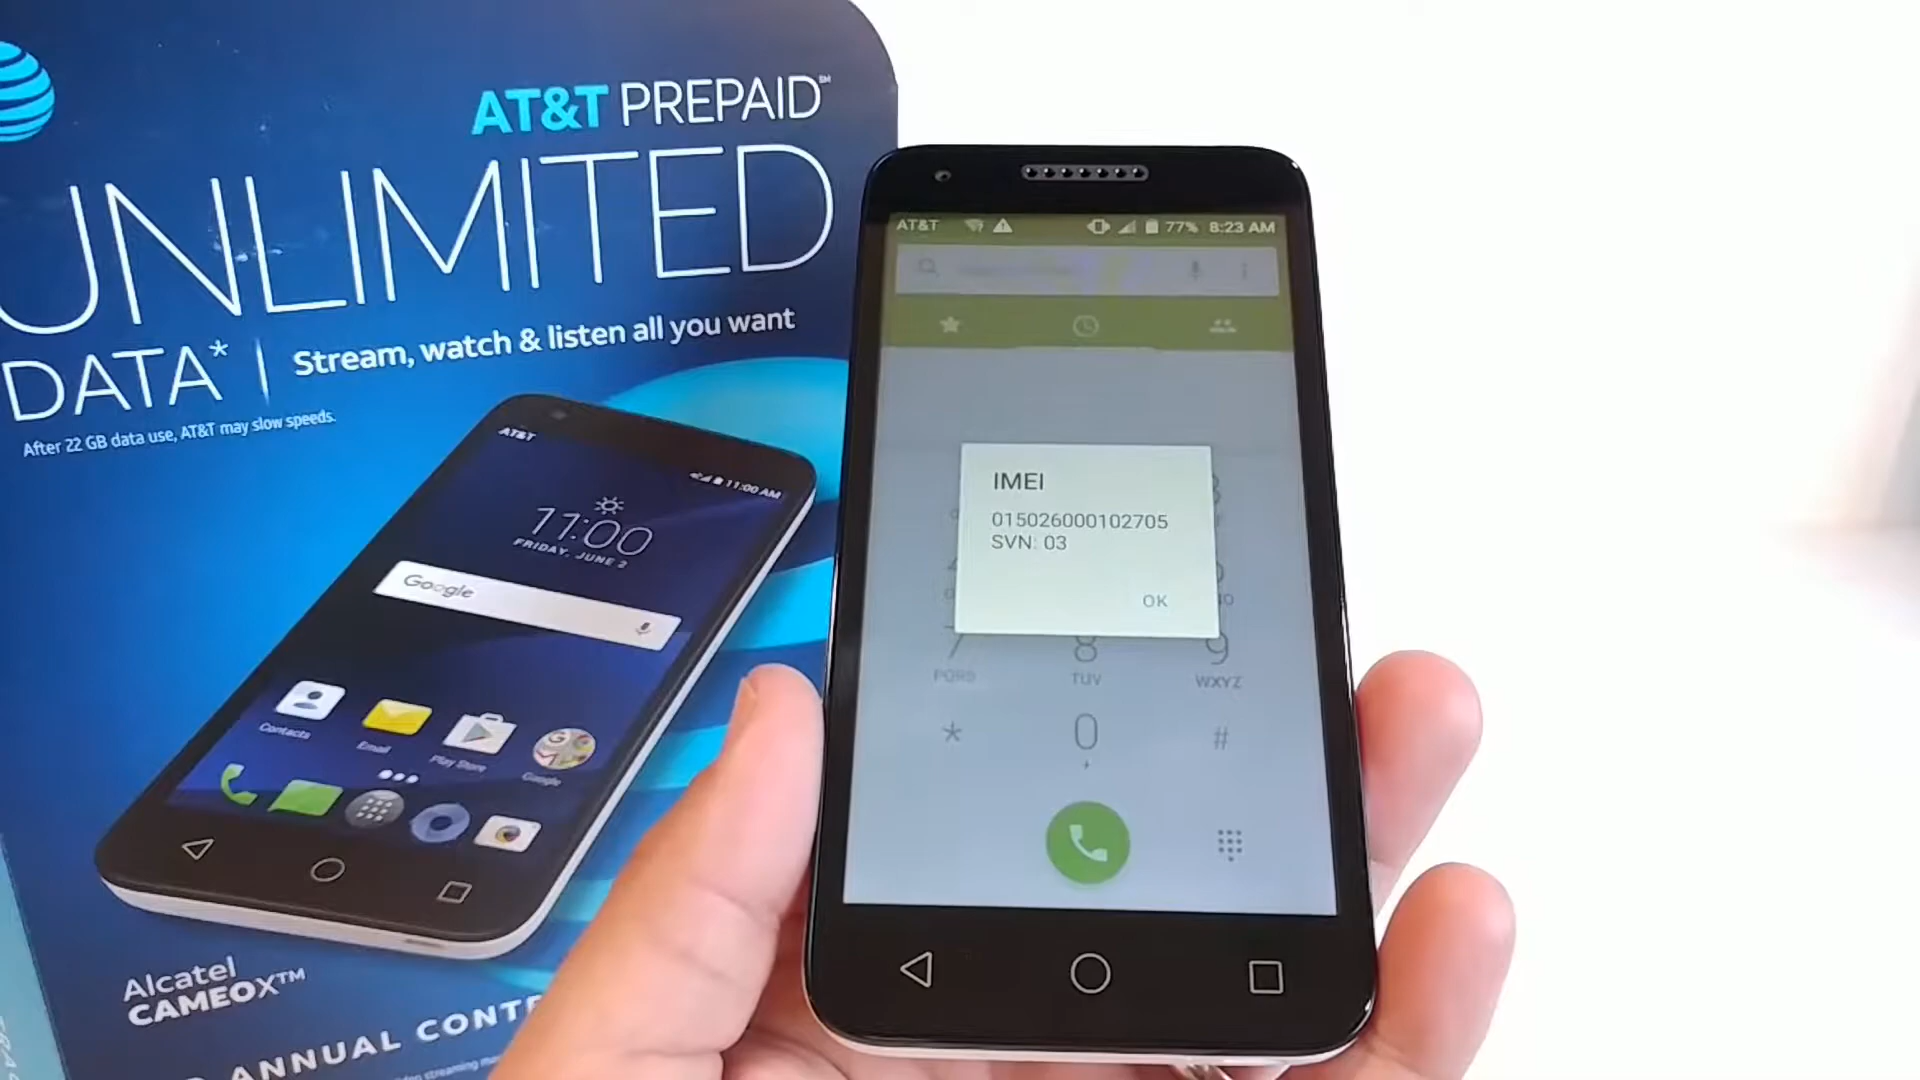 AT&T PREPAID℠
UNLIMITED
DATA* | Stream, watch & listen all you want
After 22 GB data use, AT&T may slow speeds.
AT&T
11:00 AM
11:00
FRIDAY, JUNE 2
Google
Contacts
Email
Play Store
Google
Alcatel
CAMEOX™
ANNUAL CONT
streaming
AT&T
77% 8:23 AM
IMEI
015026000102705
SVN: 03
OK
7 8 9
PQRS TUV WXYZ
* 0 #
,